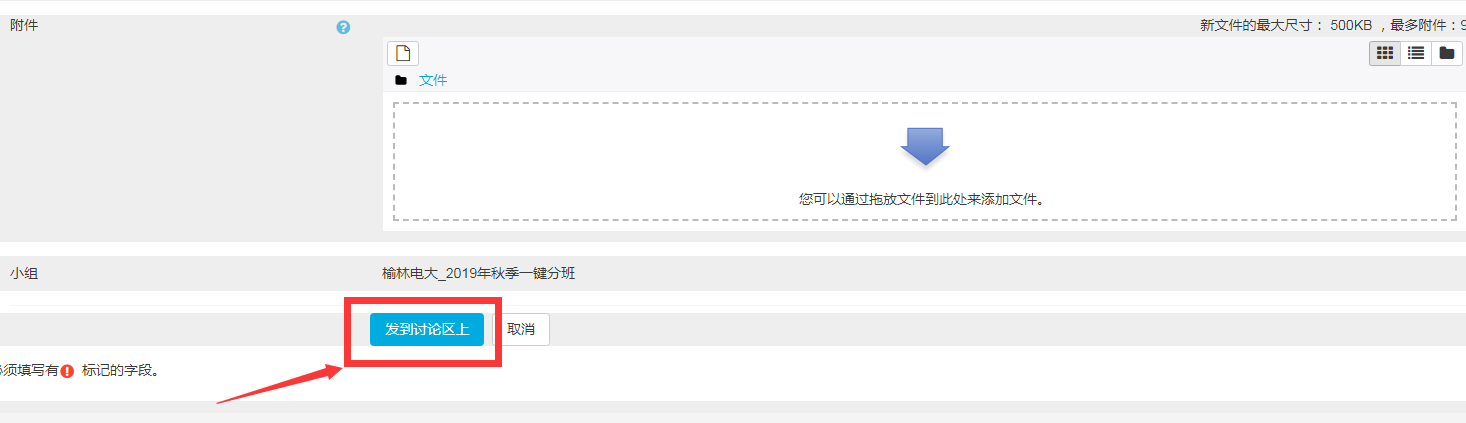 附件
新文件的最大尺寸： 500KB ，最多附件：9
文件
您可以通过拖放文件到此处来添加文件。
小组
榆林电大_2019年秋季一键分班
发到讨论区上
取消
须填写有 标记的字段。